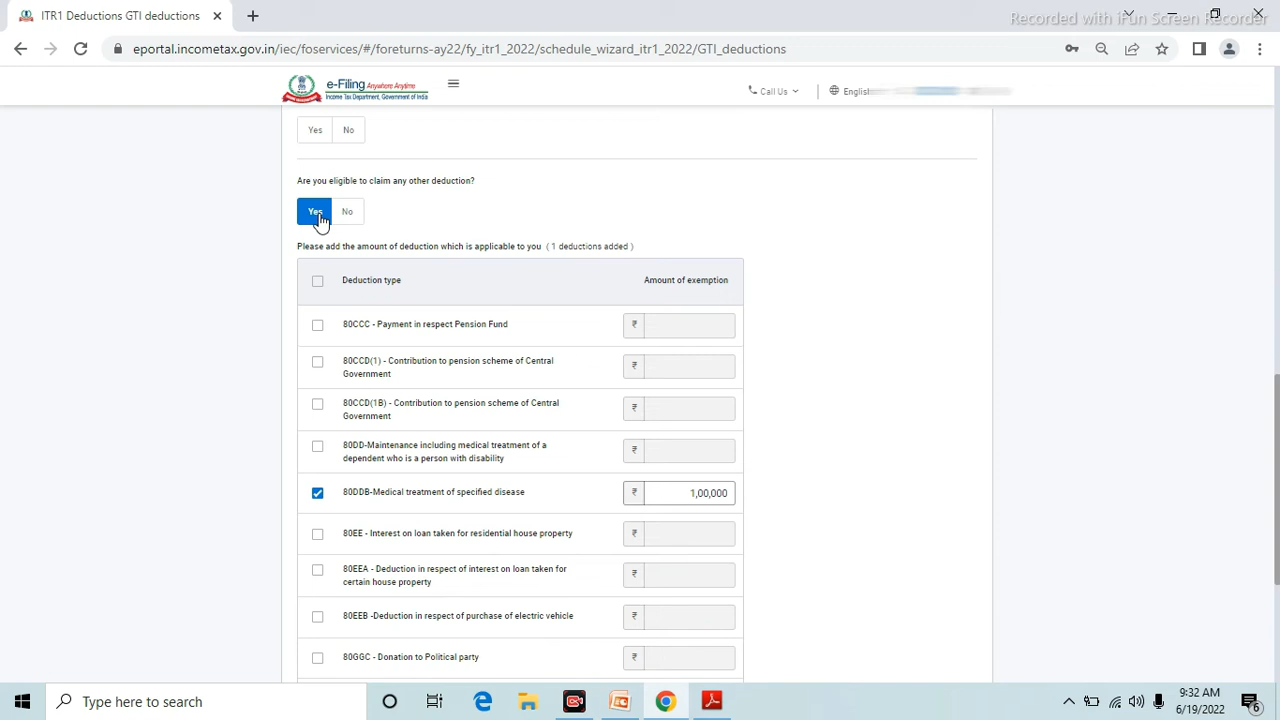 ITR1 Deductions GTI deductions
Recorded with iFun Screen Recorder
eportal.incometax.gov.in/iec/foservices/#/foreturns-ay22/fy_itr1_2022/schedule_wizard_itr1_2022/GTI_deductions
e-Filing Anywhere Anytime
Income Tax Department, Government of India
Call Us
English
Yes No
Are you eligible to claim any other deduction?
Yes No
Please add the amount of deduction which is applicable to you ( 1 deductions added )
Deduction type Amount of exemption
80CCC - Payment in respect Pension Fund ₹
80CCD(1) - Contribution to pension scheme of Central
Government ₹
80CCD(1B) - Contribution to pension scheme of Central
Government ₹
80DD-Maintenance including medical treatment of a
dependent who is a person with disability ₹
80DDB-Medical treatment of specified disease ₹ 1,00,000
80EE - Interest on loan taken for residential house property ₹
80EEA - Deduction in respect of interest on loan taken for
certain house property ₹
80EEB -Deduction in respect of purchase of electric vehicle ₹
80GGC - Donation to Political party ₹
Type here to search
9:32 AM
6/19/2022
6